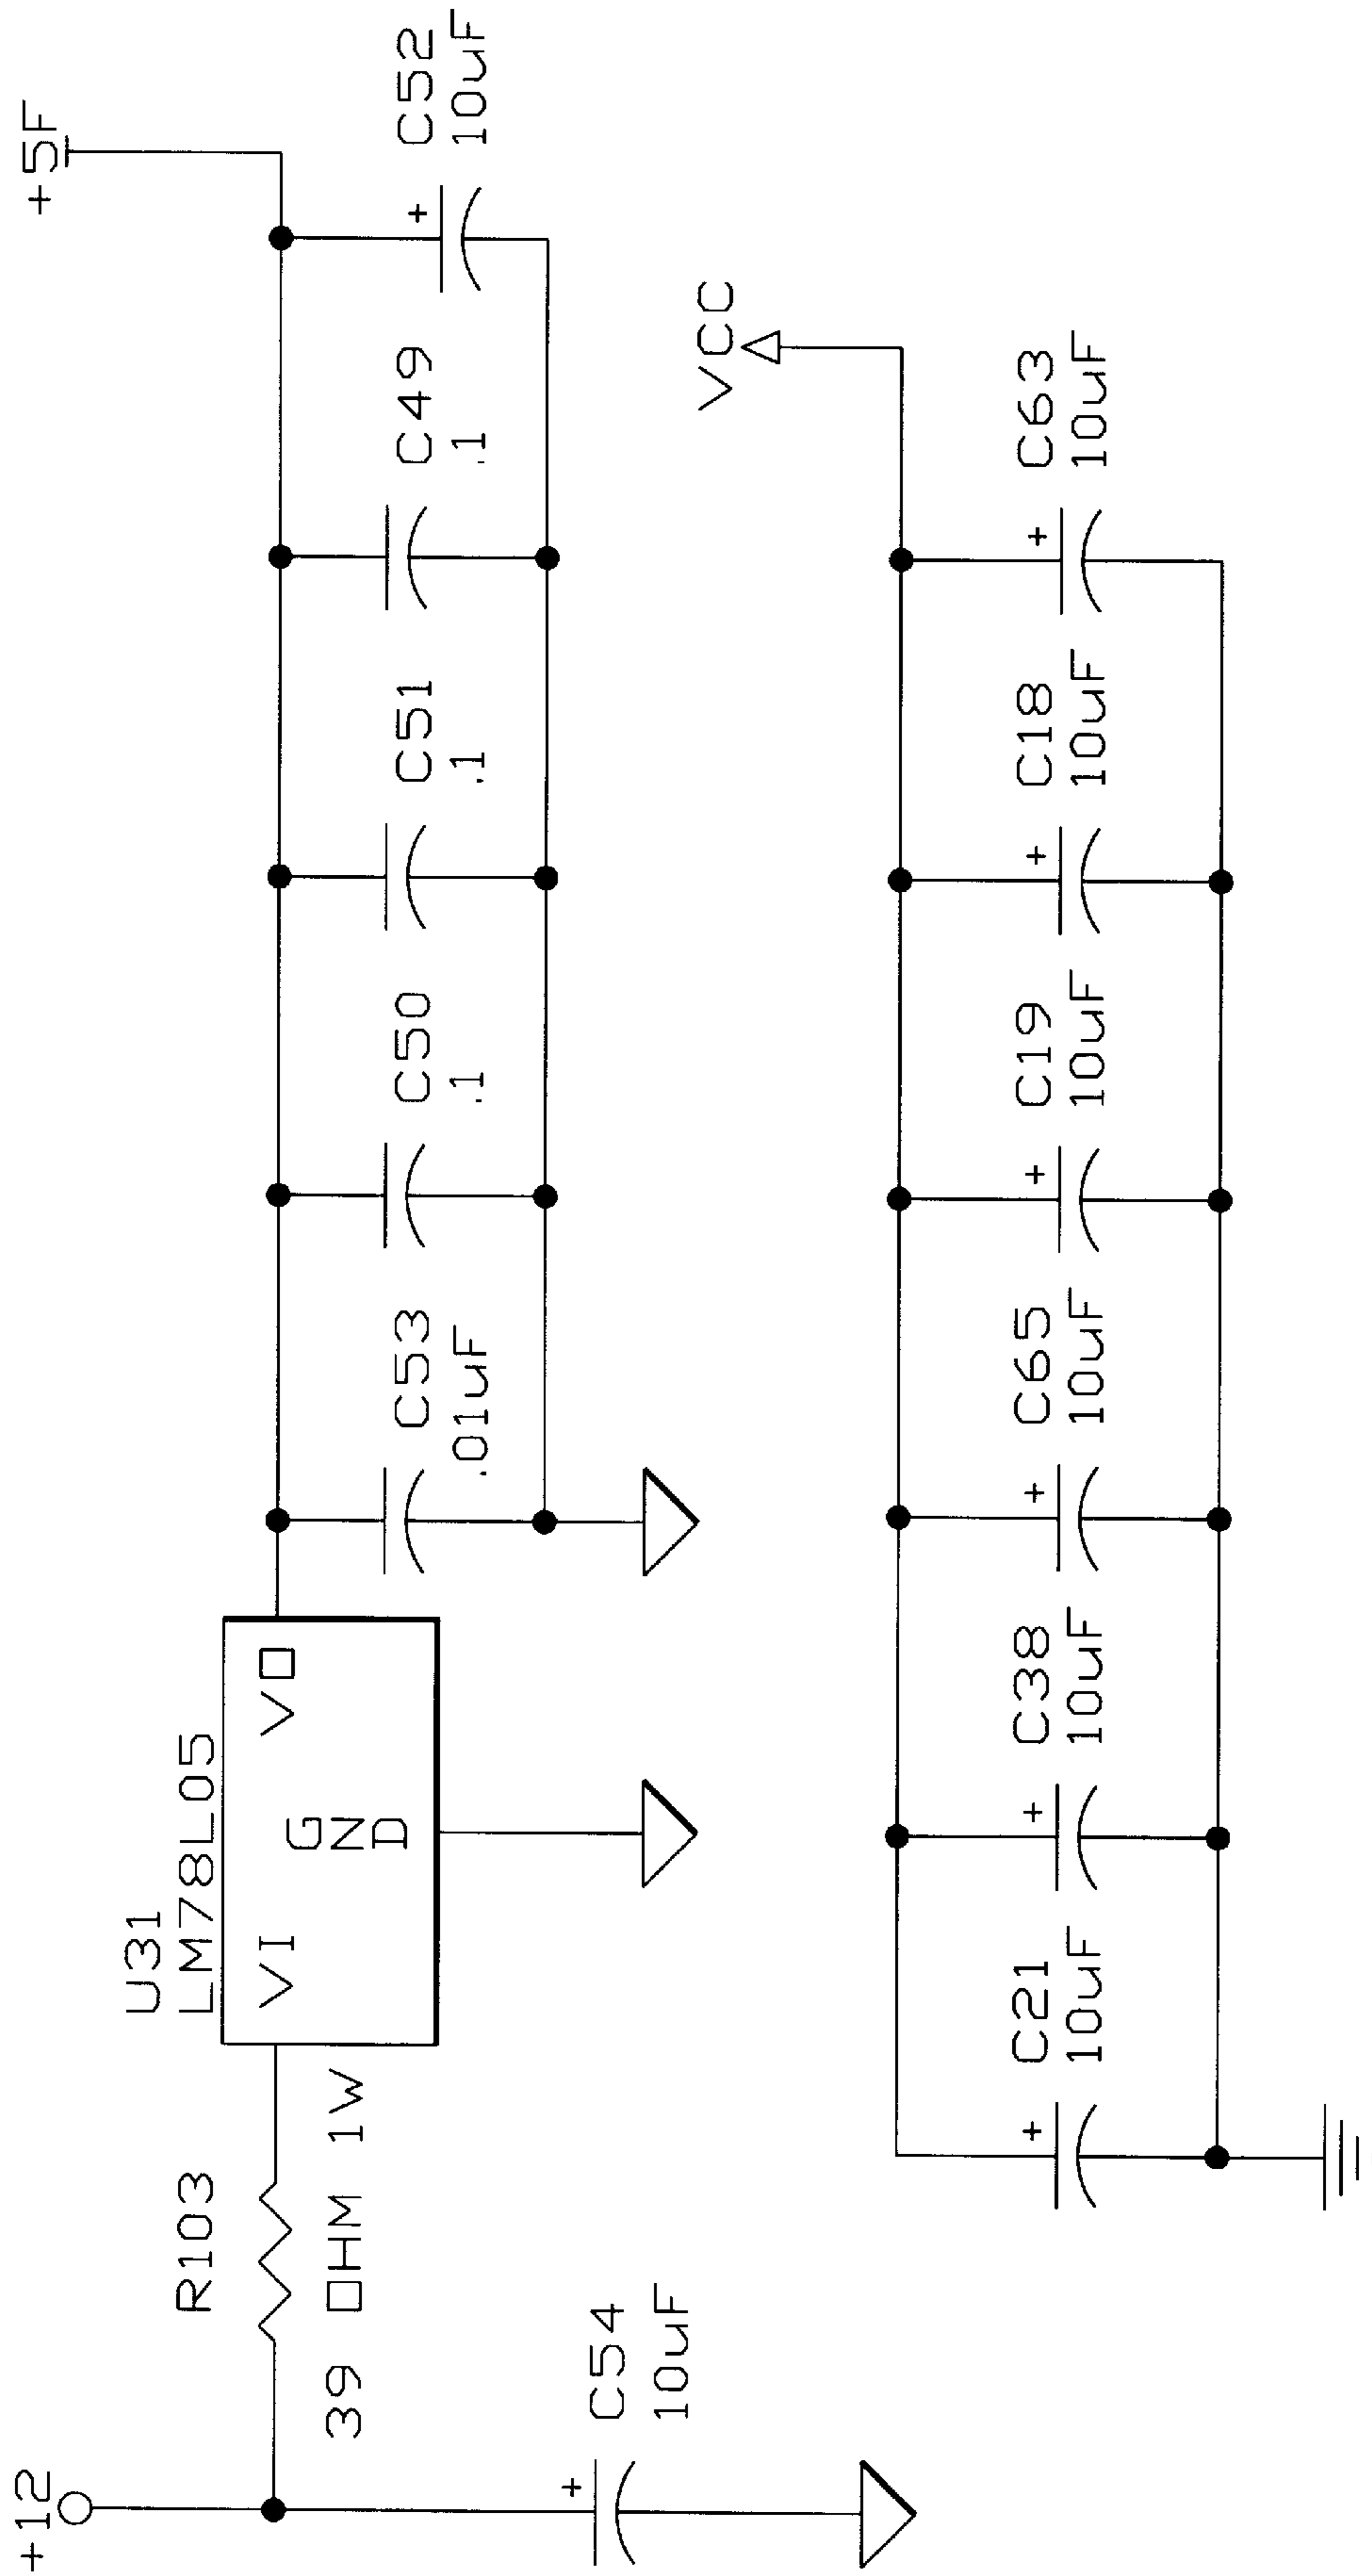 +12
R103
39 OHM 1W
C54
10uF
U31
LM78L05
VI
GND
VO
C53
.01uF
C50
.1
C51
.1
C49
.1
+
C52
10uF
+5F
+
C21
10uF
+
C38
10uF
+
C65
10uF
+
C19
10uF
+
C18
10uF
+
C63
10uF
+
VCC